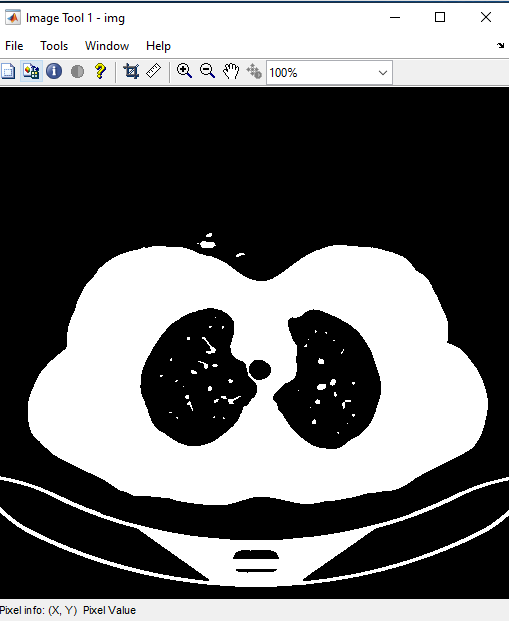 Image Tool 1 - img
File Tools Window Help
100%
Pixel info: (X, Y) Pixel Value